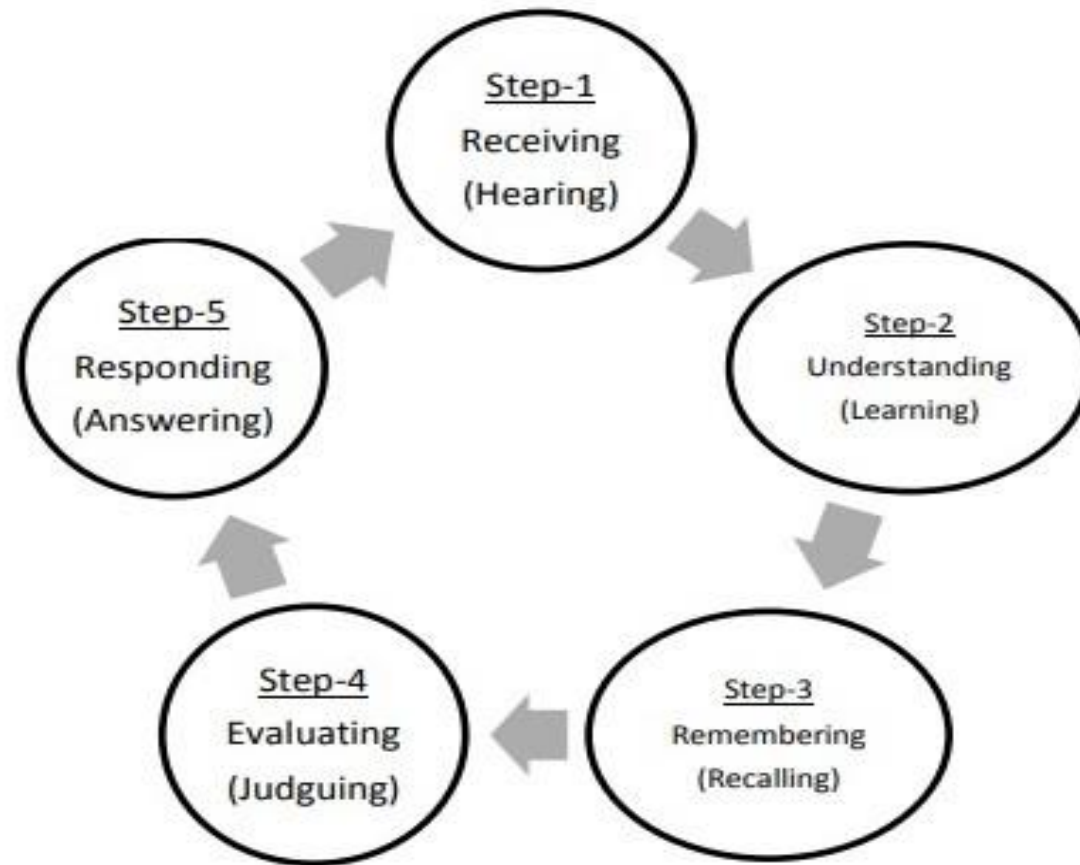 Step-1
Receiving
(Hearing)
Step-2
Understanding
(Learning)
Step-3
Remembering
(Recalling)
Step-4
Evaluating
(Judguing)
Step-5
Responding
(Answering)